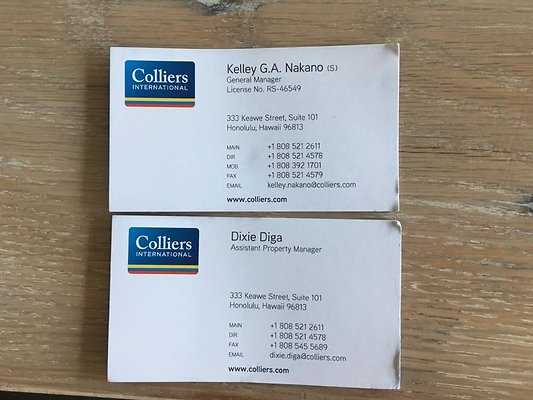 Colliers
INTERNATIONAL
Kelley G.A. Nakano (S)
General Manager
License No. RS-46549
333 Keawe Street, Suite 101
Honolulu, Hawaii 96813
MAIN +1 808 521 2611
DIR +1 808 521 4578
MOB +1 808 392 1701
FAX +1 808 521 4579
EMAIL kelley.nakano@colliers.com
www.colliers.com
Colliers
INTERNATIONAL
Dixie Diga
Assistant Property Manager
333 Keawe Street, Suite 101
Honolulu, Hawaii 96813
MAIN +1 808 521 2611
DIR +1 808 521 4578
FAX +1 808 545 5689
EMAIL dixie.diga@colliers.com
www.colliers.com